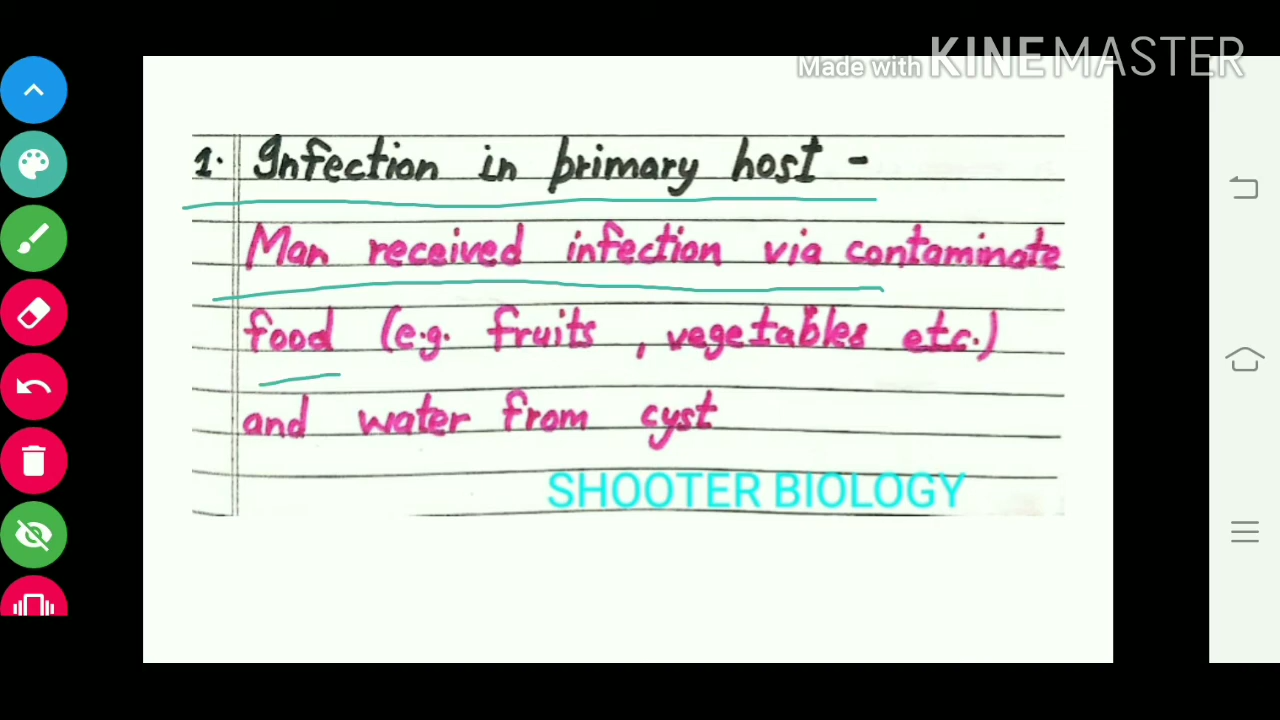 Made with KINEMASTER
1. Infection in primary host -
Man received infection via contaminate
food (e.g. fruits , vegetables etc.)
and water from cyst
SHOOTER BIOLOGY